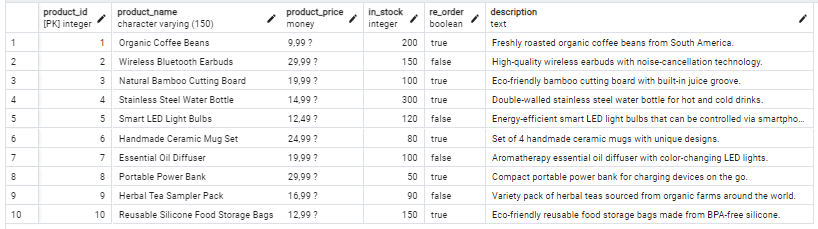 product_id product_name product_price in_stock re_order description
[PK] integer character varying (150) money integer boolean text
1 1 Organic Coffee Beans 9,99 ? 200 true Freshly roasted organic coffee beans from South America.
2 2 Wireless Bluetooth Earbuds 29,99 ? 150 false High-quality wireless earbuds with noise-cancellation technology.
3 3 Natural Bamboo Cutting Board 19,99 ? 100 true Eco-friendly bamboo cutting board with built-in juice groove.
4 4 Stainless Steel Water Bottle 14,99 ? 300 true Double-walled stainless steel water bottle for hot and cold drinks.
5 5 Smart LED Light Bulbs 12,49 ? 120 false Energy-efficient smart LED light bulbs that can be controlled via smartpho...
6 6 Handmade Ceramic Mug Set 24,99 ? 80 true Set of 4 handmade ceramic mugs with unique designs.
7 7 Essential Oil Diffuser 19,99 ? 100 false Aromatherapy essential oil diffuser with color-changing LED lights.
8 8 Portable Power Bank 29,99 ? 50 true Compact portable power bank for charging devices on the go.
9 9 Herbal Tea Sampler Pack 16,99 ? 90 false Variety pack of herbal teas sourced from organic farms around the world.
10 10 Reusable Silicone Food Storage Bags 12,99 ? 150 true Eco-friendly reusable food storage bags made from BPA-free silicone.